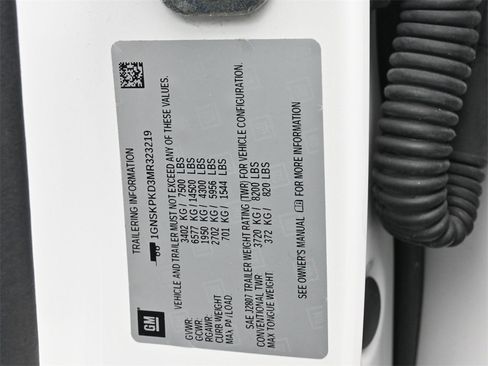 TRAILERING INFORMATION
1GNSKPKD3MR323219
VEHICLE AND TRAILER MUST NOT EXCEED ANY OF THESE VALUES.
GVWR: 3402 KG / 7500 LBS
GCWR: 6577 KG / 14500 LBS
RGAWR: 1950 KG / 4300 LBS
CURB WEIGHT 2702 KG / 5956 LBS
MAX PAYLOAD 701 KG / 1544 LBS
SAE J2807 TRAILER WEIGHT RATING (TWR) FOR VEHICLE CONFIGURATION.
CONVENTIONAL TWR 3720 KG / 8200 LBS
MAX TONGUE WEIGHT 372 KG / 820 LBS
SEE OWNER'S MANUAL FOR MORE INFORMATION
GM